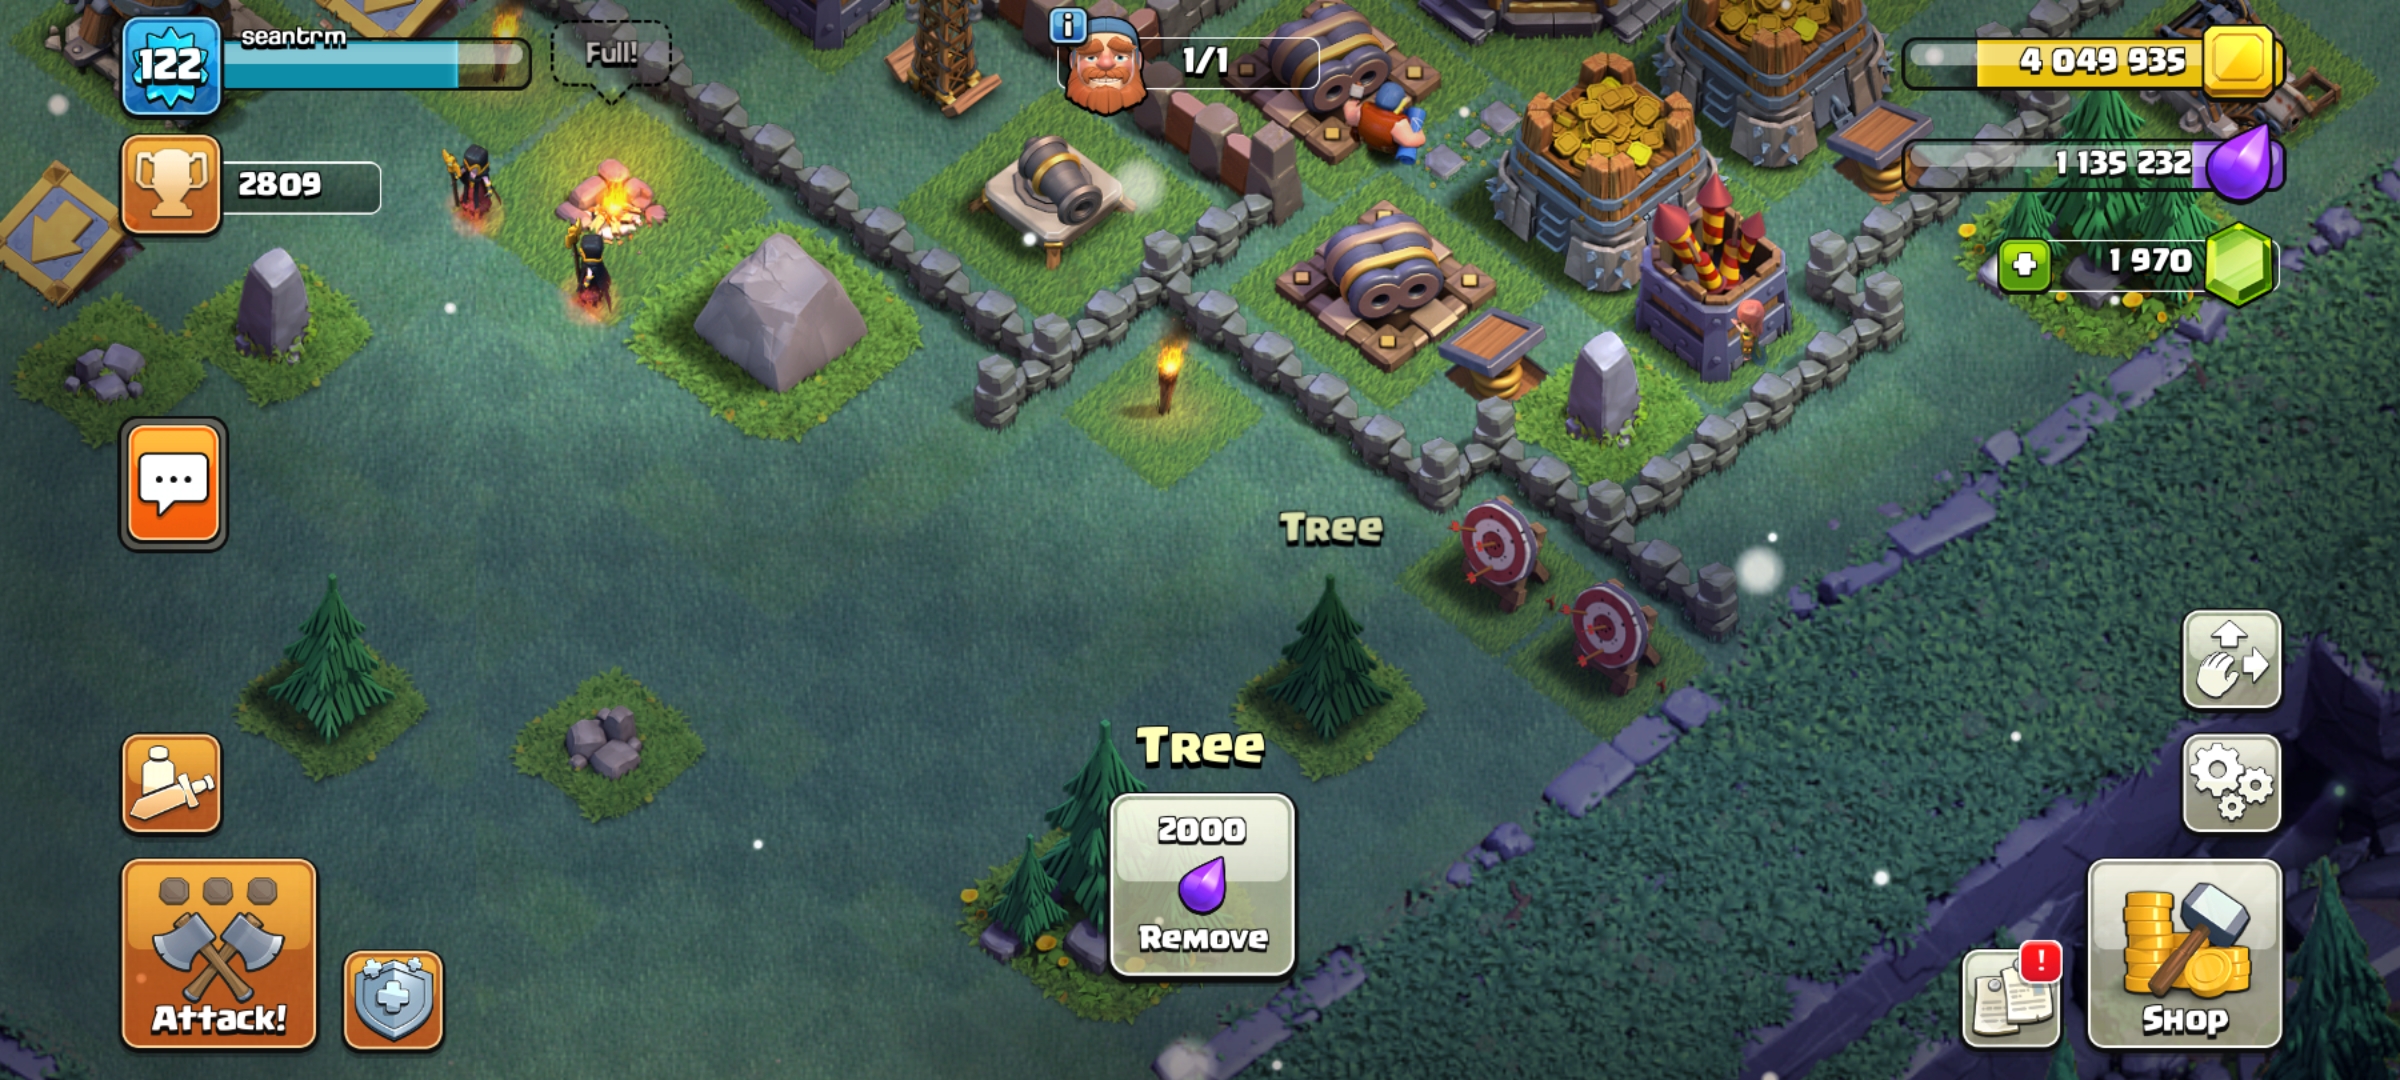 122
seantrm
Full!
i
1/1
4 049 935
2809
1 135 232
+
1 970
Tree
Tree
2000
Remove
Attack!
!
Shop